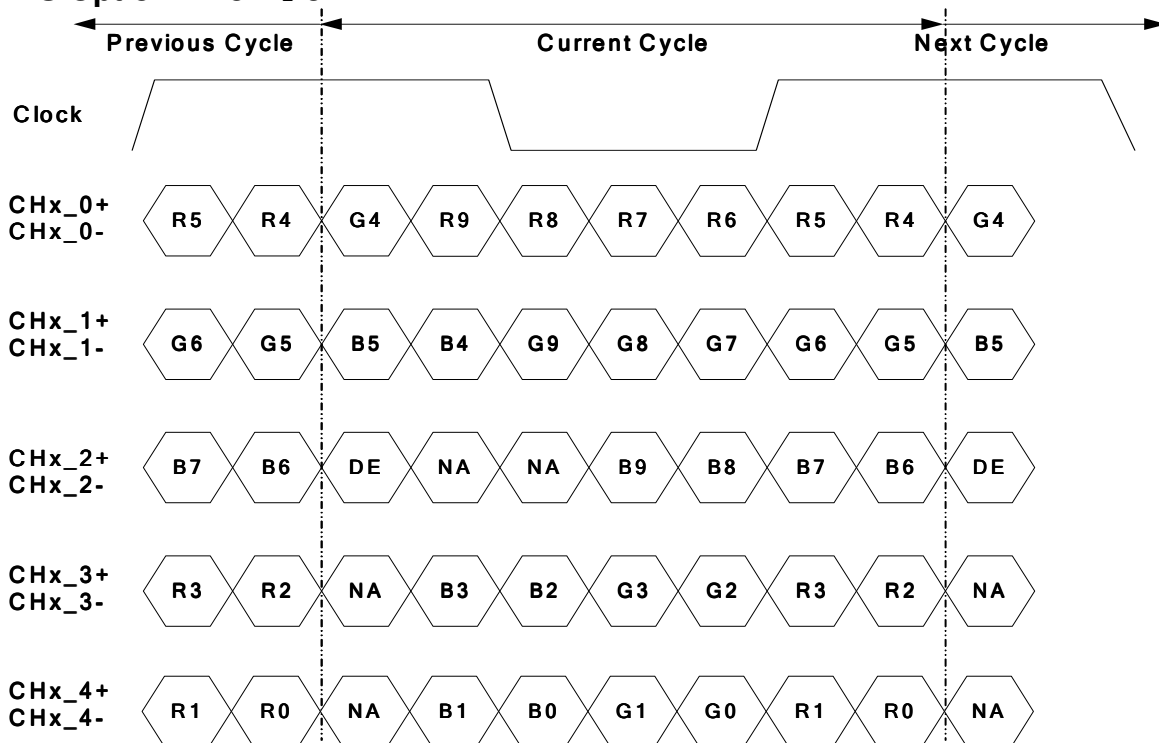 Previous Cycle Current Cycle Next Cycle
Clock
CHx_0+
CHx_0-
R5 R4 G4 R9 R8 R7 R6 R5 R4 G4
CHx_1+
CHx_1-
G6 G5 B5 B4 G9 G8 G7 G6 G5 B5
CHx_2+
CHx_2-
B7 B6 DE NA NA B9 B8 B7 B6 DE
CHx_3+
CHx_3-
R3 R2 NA B3 B2 G3 G2 R3 R2 NA
CHx_4+
CHx_4-
R1 R0 NA B1 B0 G1 G0 R1 R0 NA